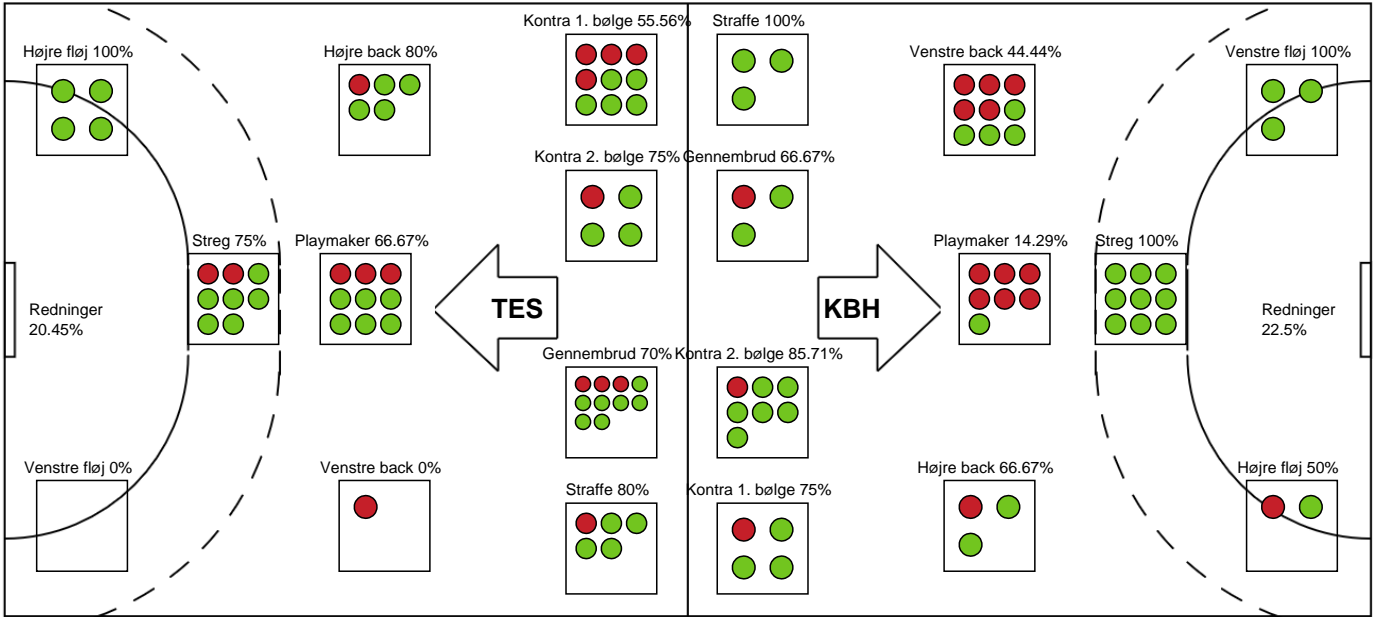 Kontra 1. bølge 55.56%
Straffe 100%
Højre fløj 100%
Højre back 80%
Venstre back 44.44%
Venstre fløj 100%
Kontra 2. bølge 75%
Gennembrud 66.67%
Streg 75%
Playmaker 66.67%
Playmaker 14.29%
Streg 100%
Redninger
20.45%
TES
KBH
Redninger
22.5%
Gennembrud 70%
Kontra 2. bølge 85.71%
Venstre fløj 0%
Venstre back 0%
Højre back 66.67%
Højre fløj 50%
Straffe 80%
Kontra 1. bølge 75%